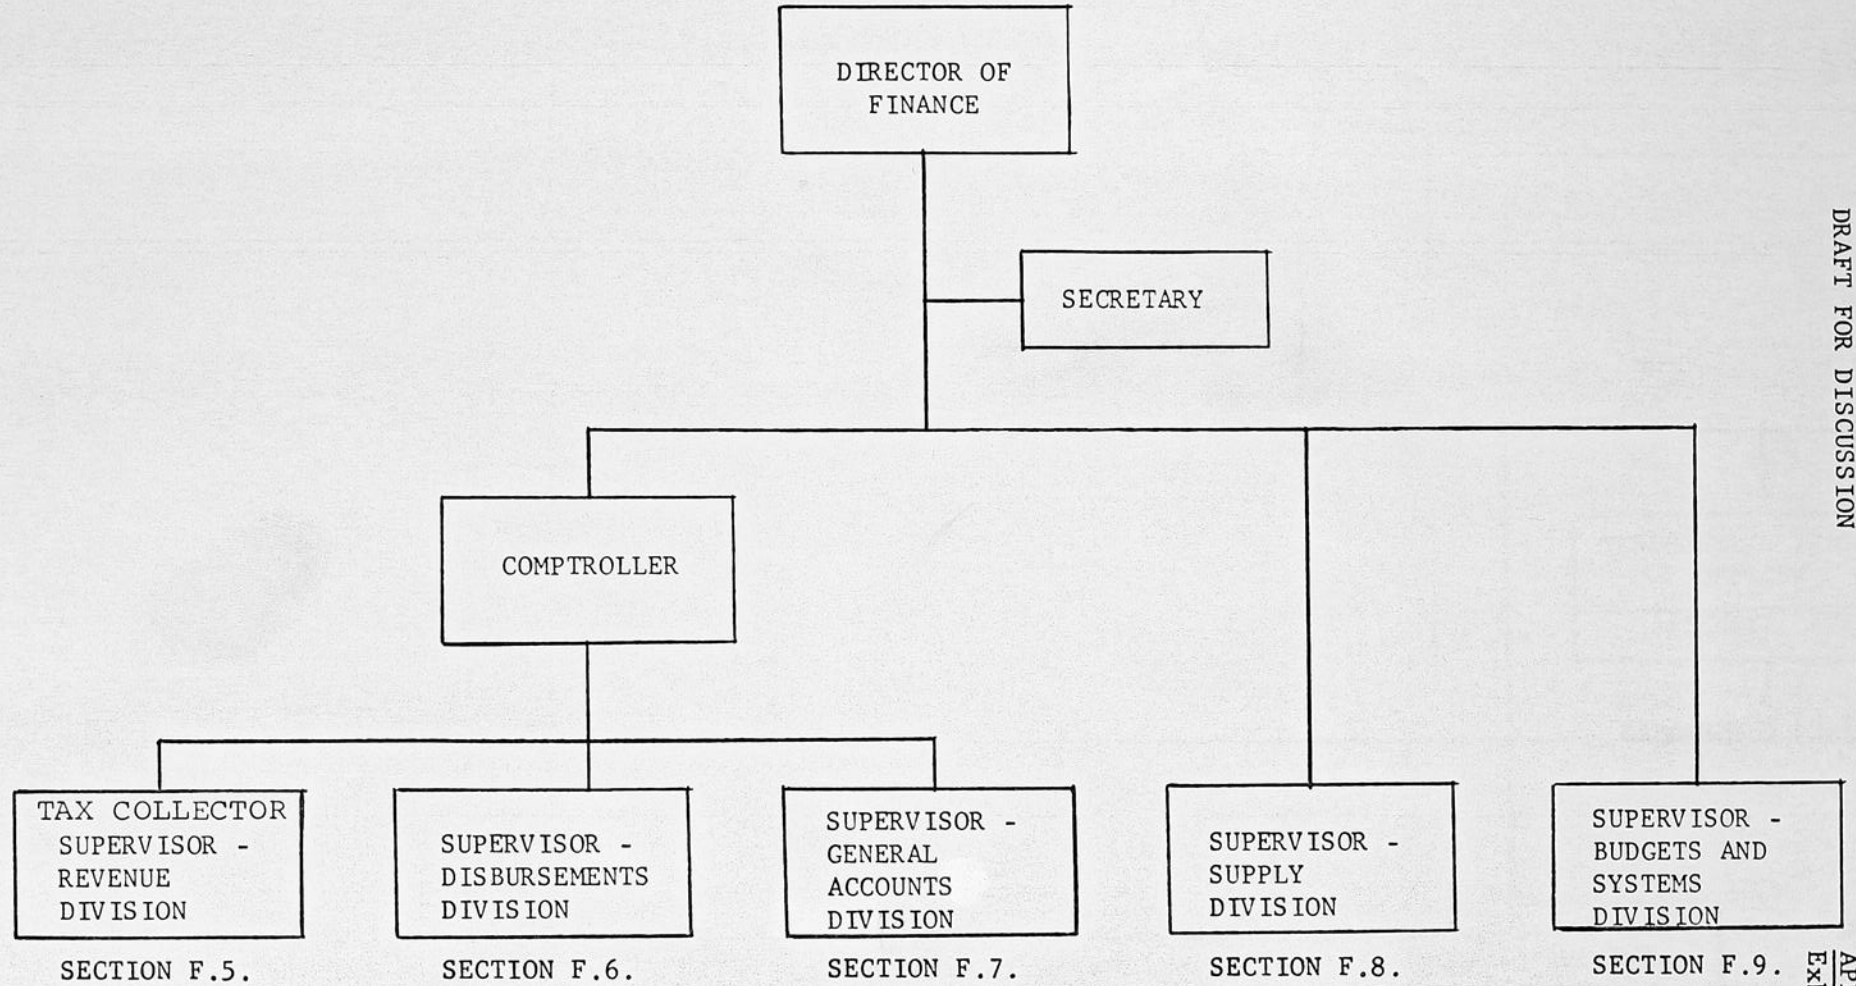 DIRECTOR OF
FINANCE
SECRETARY
DRAFT FOR DISCUSSION
COMPTROLLER
TAX COLLECTOR
SUPERVISOR -
REVENUE
DIVISION
SECTION F.5.
SUPERVISOR -
DISBURSEMENTS
DIVISION
SECTION F.6.
SUPERVISOR -
GENERAL
ACCOUNTS
DIVISION
SECTION F.7.
SUPERVISOR -
SUPPLY
DIVISION
SECTION F.8.
SUPERVISOR -
BUDGETS AND
SYSTEMS
DIVISION
SECTION F.9.